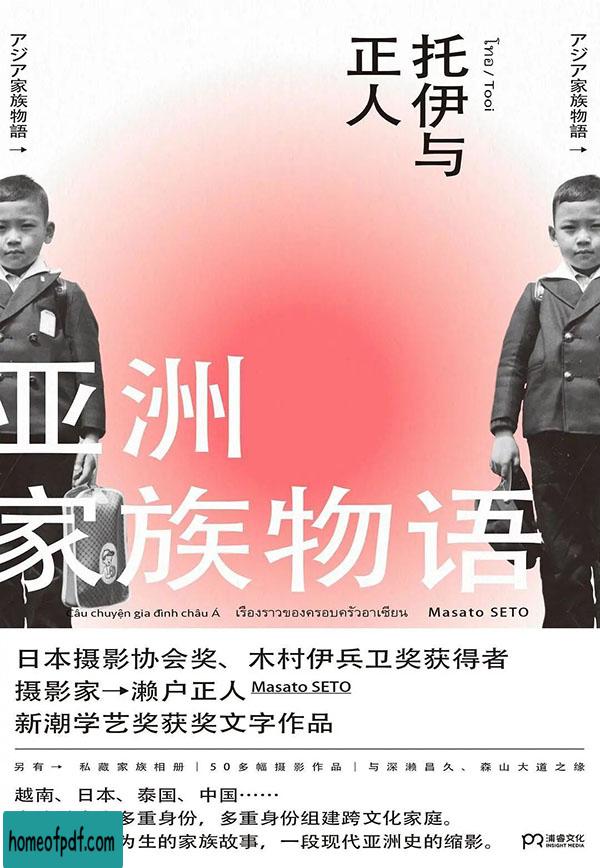 アジア家族物語→
托伊与
正人
โทอ / Tooi
アジア家族物語→
亚洲
家族物语
Câu chuyện gia đình châu Á เรื่องราวของครอบครัวอาเซียน Masato SETO
日本摄影协会奖、木村伊兵卫奖获得者
摄影家→濑户正人 Masato SETO
新潮学艺奖获奖文字作品
另有→ 私藏家族相册 | 50多幅摄影作品 | 与深濑昌久、森山大道之缘
越南、日本、泰国、中国……
多重身份,多重身份组建跨文化家庭。
为生的家族故事,一段现代亚洲史的缩影。
homeofpdf.com
浦睿文化
INSIGHT MEDIA